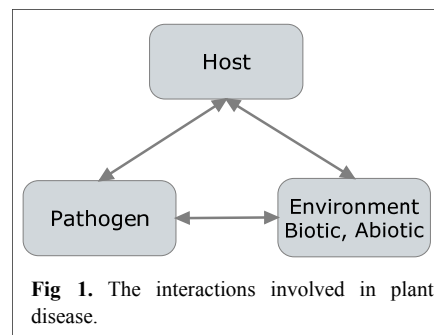 Host
Pathogen
Environment
Biotic, Abiotic
Fig 1. The interactions involved in plant
disease.